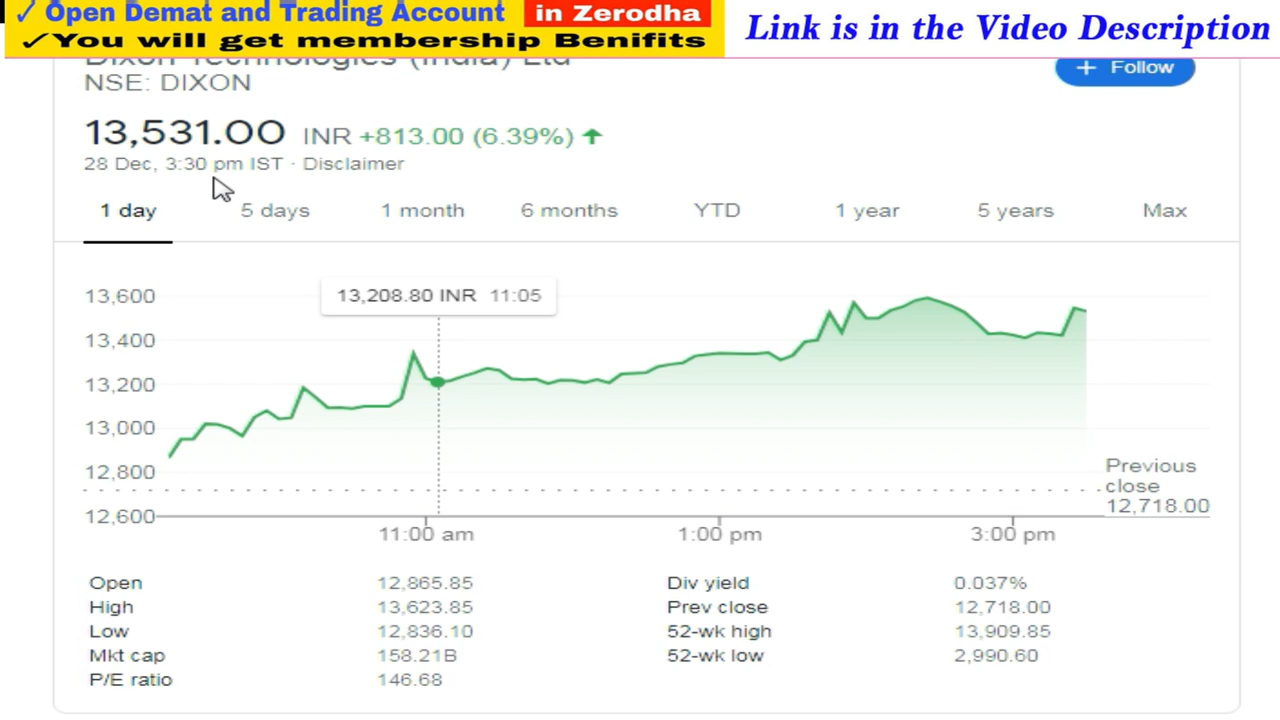 ✓ Open Demat and Trading Account in Zerodha
✓You will get membership Benifits
Link is in the Video Description
Dixon Technologies (India) Ltd
NSE: DIXON
+ Follow
13,531.00 INR +813.00 (6.39%) ↑
28 Dec, 3:30 pm IST · Disclaimer
1 day 5 days 1 month 6 months YTD 1 year 5 years Max
13,208.80 INR 11:05
13,600
13,400
13,200
13,000
12,800
12,600
Previous
close
12,718.00
11:00 am 1:00 pm 3:00 pm
Open 12,865.85 Div yield 0.037%
High 13,623.85 Prev close 12,718.00
Low 12,836.10 52-wk high 13,909.85
Mkt cap 158.21B 52-wk low 2,990.60
P/E ratio 146.68